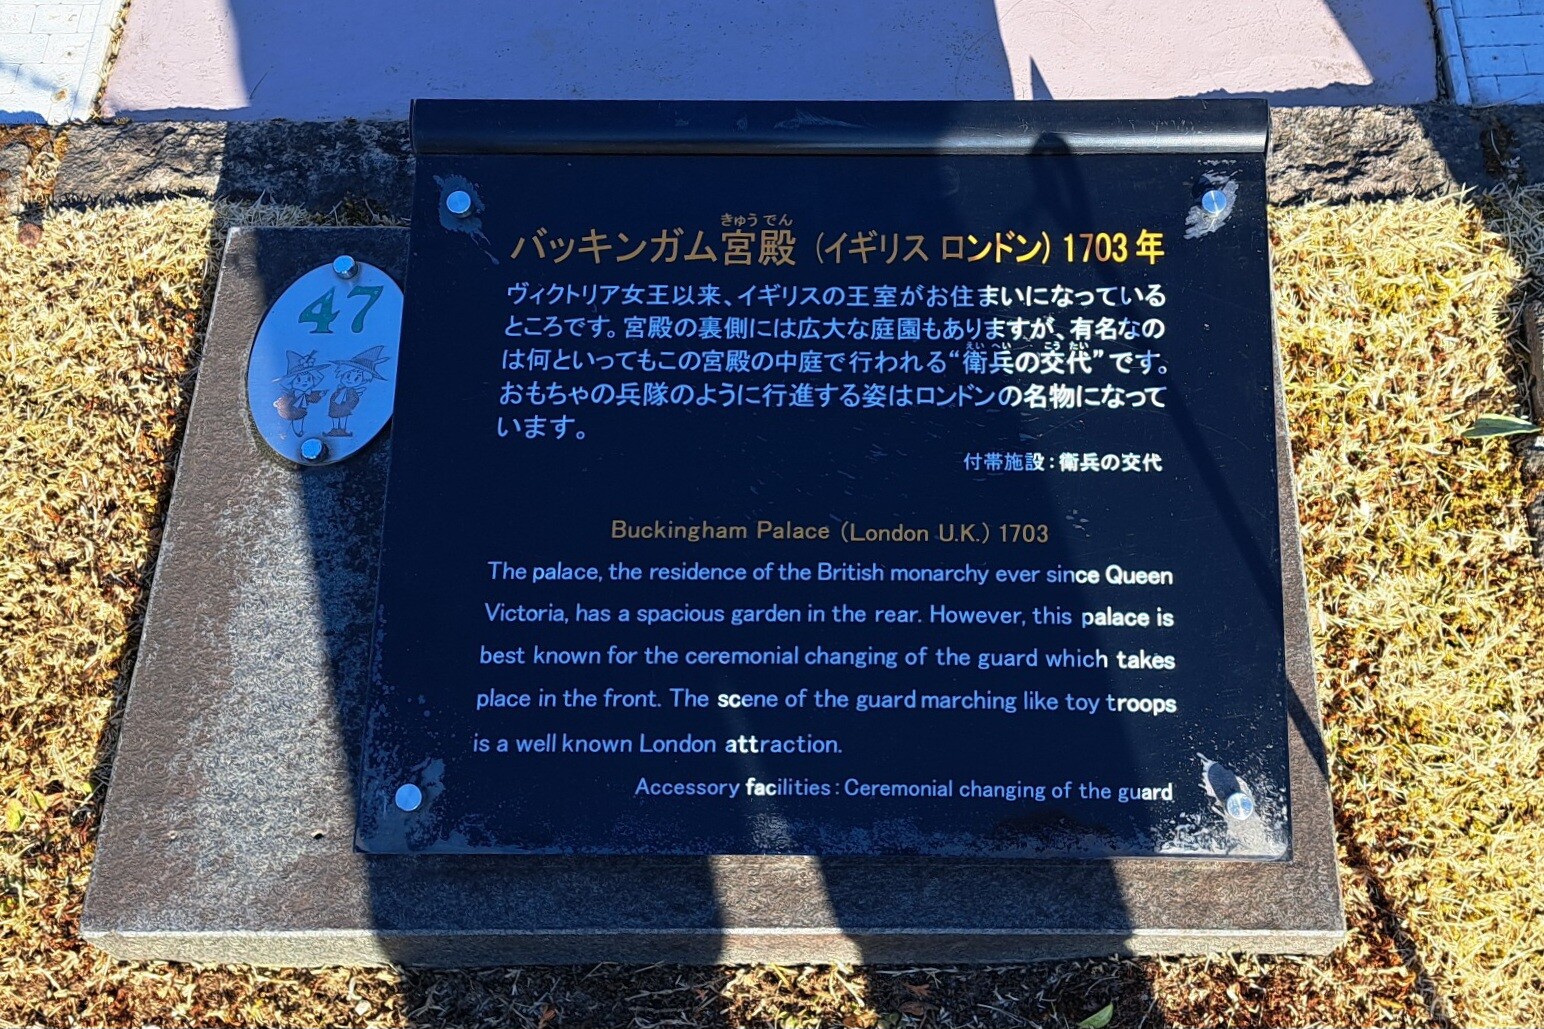 47
きゅう でん
バッキンガム宮殿 (イギリス ロンドン) 1703年
ヴィクトリア女王以来、イギリスの王室がお住まいになっている
ところです。宮殿の裏側には広大な庭園もありますが、有名なの
えい へい こう たい
は何といってもこの宮殿の中庭で行われる“衛兵の交代”です。
おもちゃの兵隊のように行進する姿はロンドンの名物になって
います。
付帯施設:衛兵の交代
Buckingham Palace (London U.K.) 1703
The palace, the residence of the British monarchy ever since Queen
Victoria, has a spacious garden in the rear. However, this palace is
best known for the ceremonial changing of the guard which takes
place in the front. The scene of the guard marching like toy troops
is a well known London attraction.
Accessory facilities: Ceremonial changing of the guard